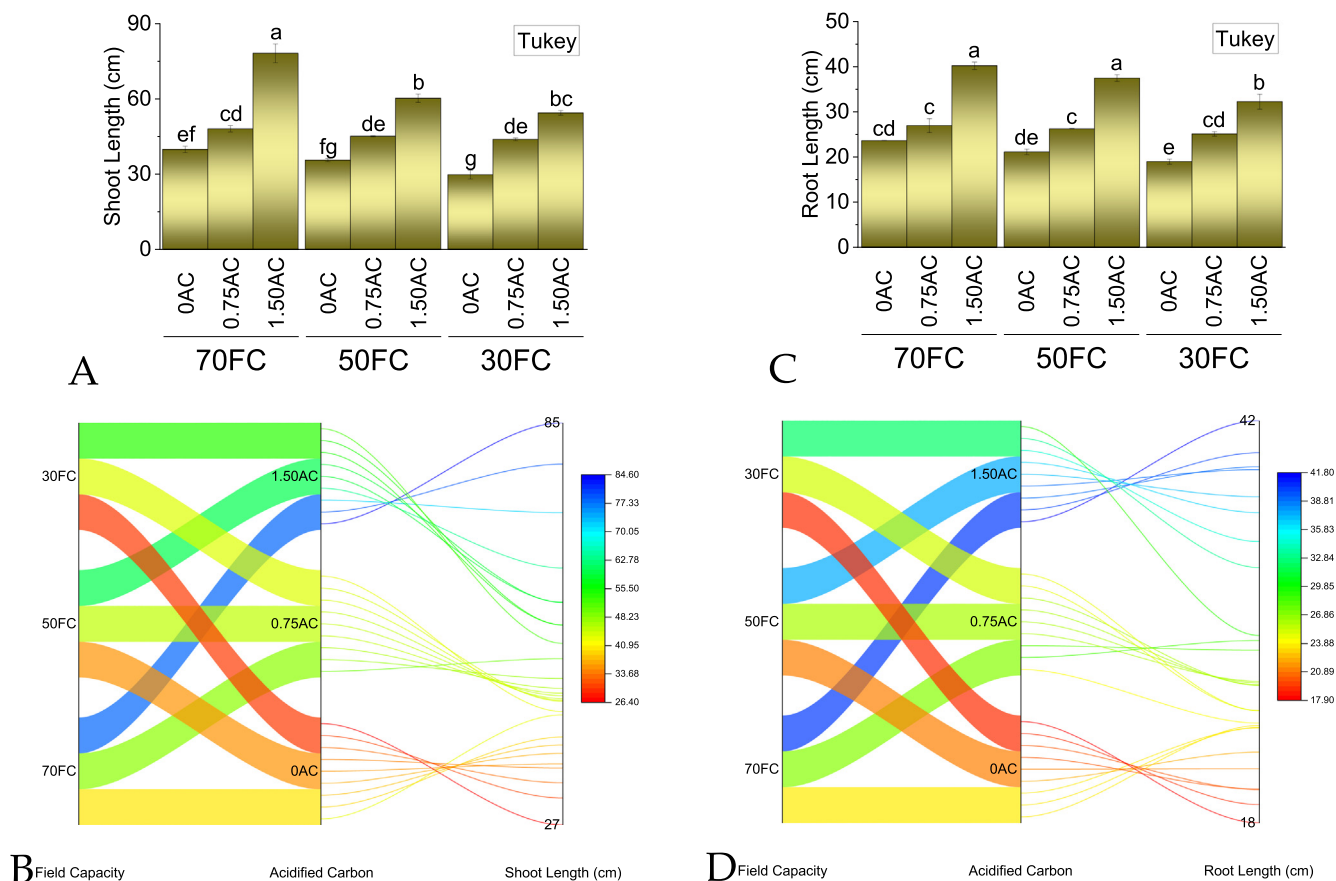 90
60
30
0
Shoot Length (cm)
Tukey
ef
cd
a
fg
de
b
g
de
bc
0AC
0.75AC
1.50AC
0AC
0.75AC
1.50AC
0AC
0.75AC
1.50AC
70FC
50FC
30FC
A
50
40
30
20
10
0
Root Length (cm)
Tukey
cd
c
a
de
c
a
e
cd
b
0AC
0.75AC
1.50AC
0AC
0.75AC
1.50AC
0AC
0.75AC
1.50AC
70FC
50FC
30FC
C
30FC
50FC
70FC
1.50AC
0.75AC
0AC
85
27
84.60
77.33
70.05
62.78
55.50
48.23
40.95
33.68
26.40
B
Field Capacity
Acidified Carbon
Shoot Length (cm)
30FC
50FC
70FC
1.50AC
0.75AC
0AC
42
18
41.80
38.81
35.83
32.84
29.85
26.86
23.88
20.89
17.90
D
Field Capacity
Acidified Carbon
Root Length (cm)